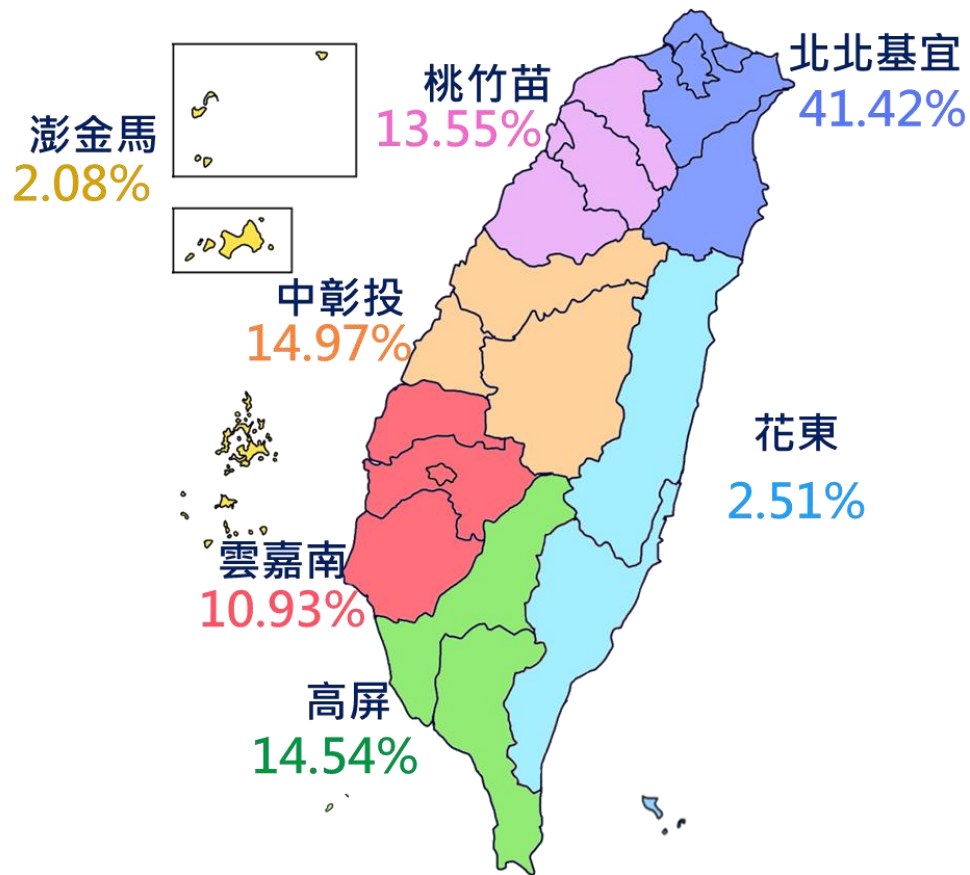 北北基宜
41.42%
桃竹苗
13.55%
澎金馬
2.08%
中彰投
14.97%
花東
2.51%
雲嘉南
10.93%
高屏
14.54%